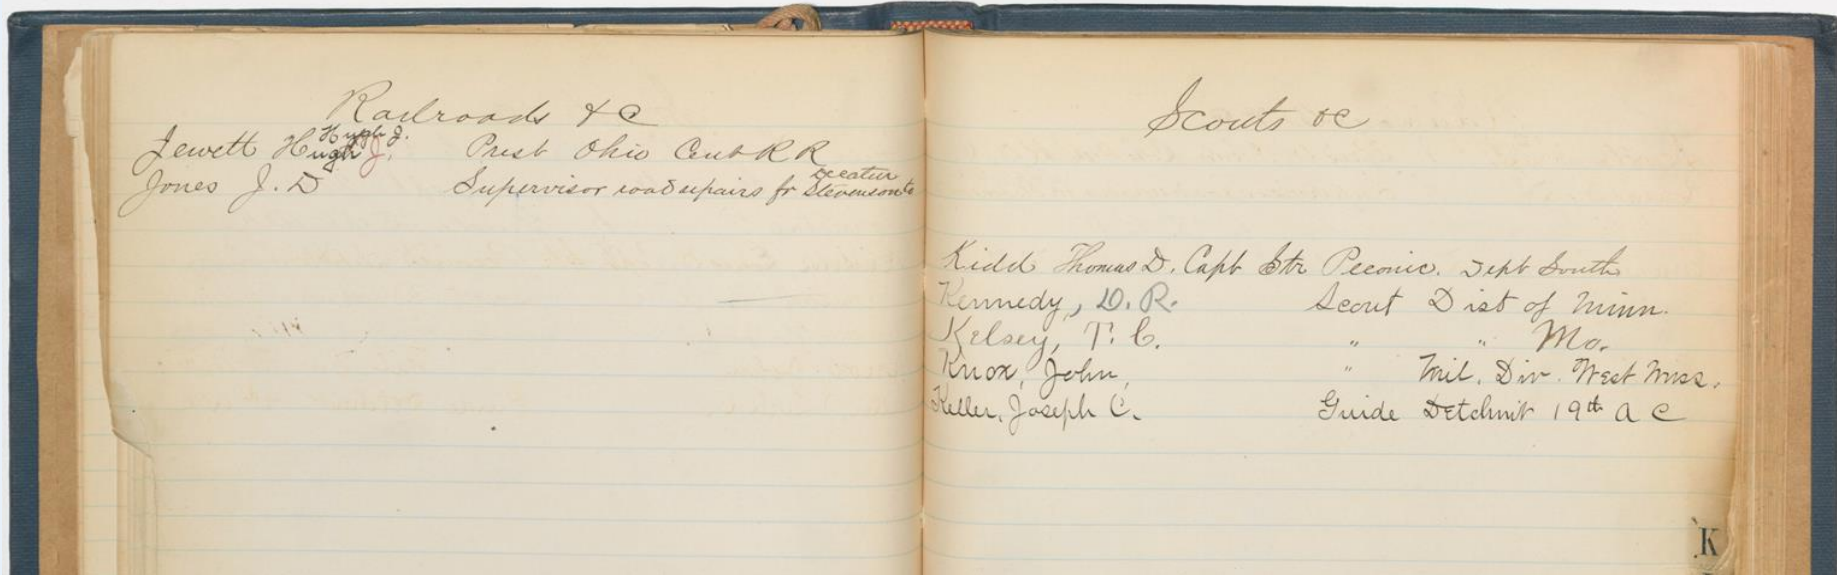 Railroads &c
Hugh J.
Jewett Hugh J. Prest Ohio Cent R R
Decatur
Jones J. D Supervisor road repairs fr Stevenson to
Scouts &c
Kidd Thomas D. Capt Str Peconic. Dept South
Kennedy, D. R. Scout Dist of Minn.
Kelsey, T. C. " " Mo.
Knox, John, " Mil. Div. West Miss.
Keller, Joseph C. Guide Detchmt 19th A C
K